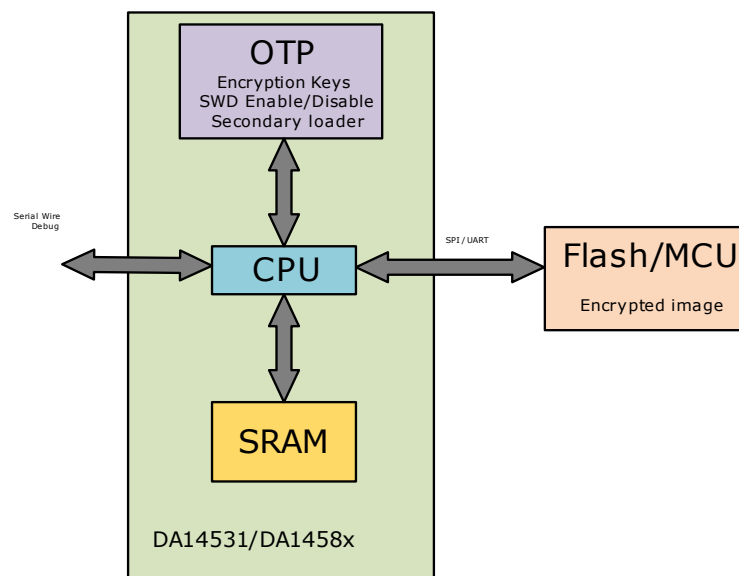 OTP
Encryption Keys
SWD Enable/Disable
Secondary loader
Serial Wire
Debug
CPU
SPI/UART
Flash/MCU
Encrypted image
SRAM
DA14531/DA1458x